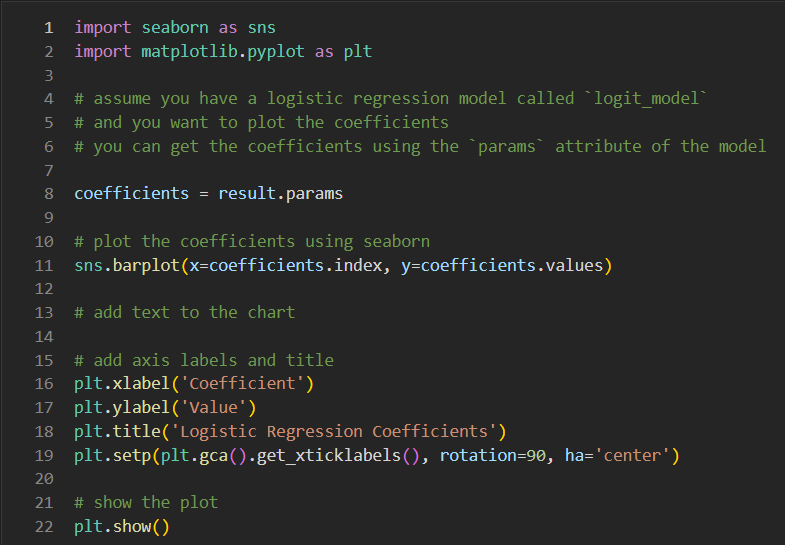 1 import seaborn as sns
2 import matplotlib.pyplot as plt
3
4 # assume you have a logistic regression model called `logit_model`
5 # and you want to plot the coefficients
6 # you can get the coefficients using the `params` attribute of the model
7
8 coefficients = result.params
9
10 # plot the coefficients using seaborn
11 sns.barplot(x=coefficients.index, y=coefficients.values)
12
13 # add text to the chart
14
15 # add axis labels and title
16 plt.xlabel('Coefficient')
17 plt.ylabel('Value')
18 plt.title('Logistic Regression Coefficients')
19 plt.setp(plt.gca().get_xticklabels(), rotation=90, ha='center')
20
21 # show the plot
22 plt.show()